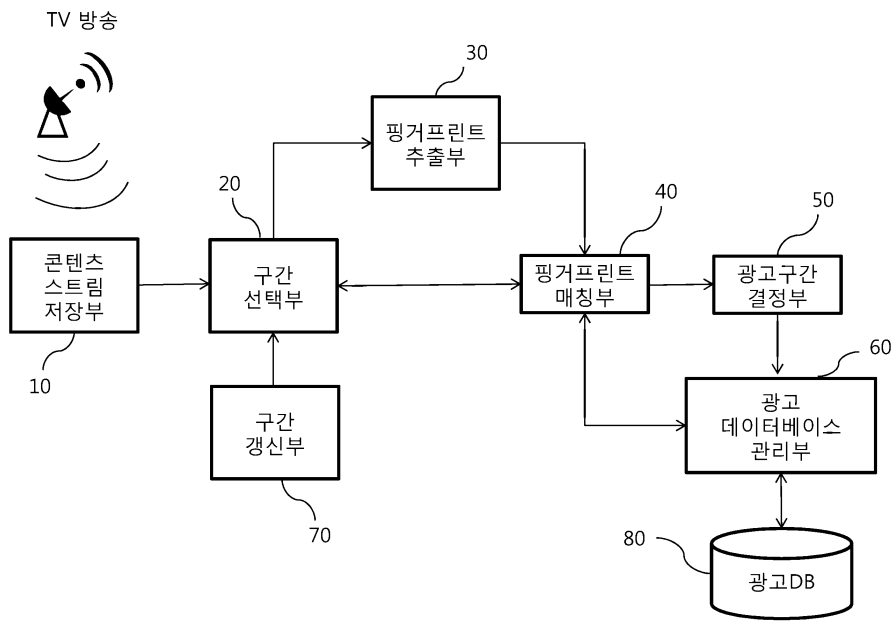 TV 방송
30
핑거프린트
추출부
20
40
50
콘텐츠
스트림
저장부
구간
선택부
핑거프린트
매칭부
광고구간
결정부
10
60
구간
갱신부
광고
데이터베이스
관리부
70
80
광고DB